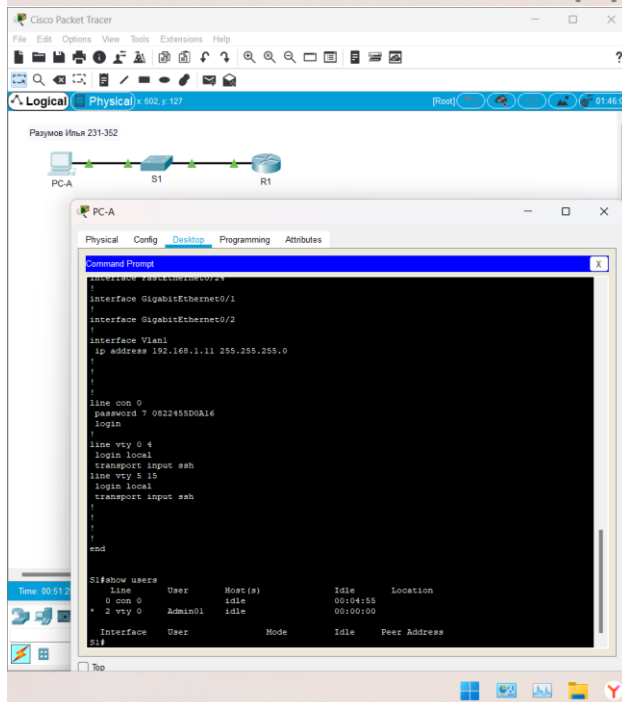 Cisco Packet Tracer
File Edit Options View Tools Extensions Help
?
Logical Physical x: 602, y: 127 [Root] 01:46:0
Разумов Илья 231-352
PC-A S1 R1
PC-A
Physical Config Desktop Programming Attributes
Command Prompt X
interface FastEthernet0/24
!
interface GigabitEthernet0/1
!
interface GigabitEthernet0/2
!
interface Vlan1
ip address 192.168.1.11 255.255.255.0
!
!
!
!
line con 0
password 7 0822455D0A16
login
!
line vty 0 4
login local
transport input ssh
line vty 5 15
login local
transport input ssh
!
!
!
!
end
S1#show users
Line User Host(s) Idle Location
0 con 0 idle 00:04:55
* 2 vty 0 Admin01 idle 00:00:00
Interface User Mode Idle Peer Address
S1#
Time: 00:51:2
Top